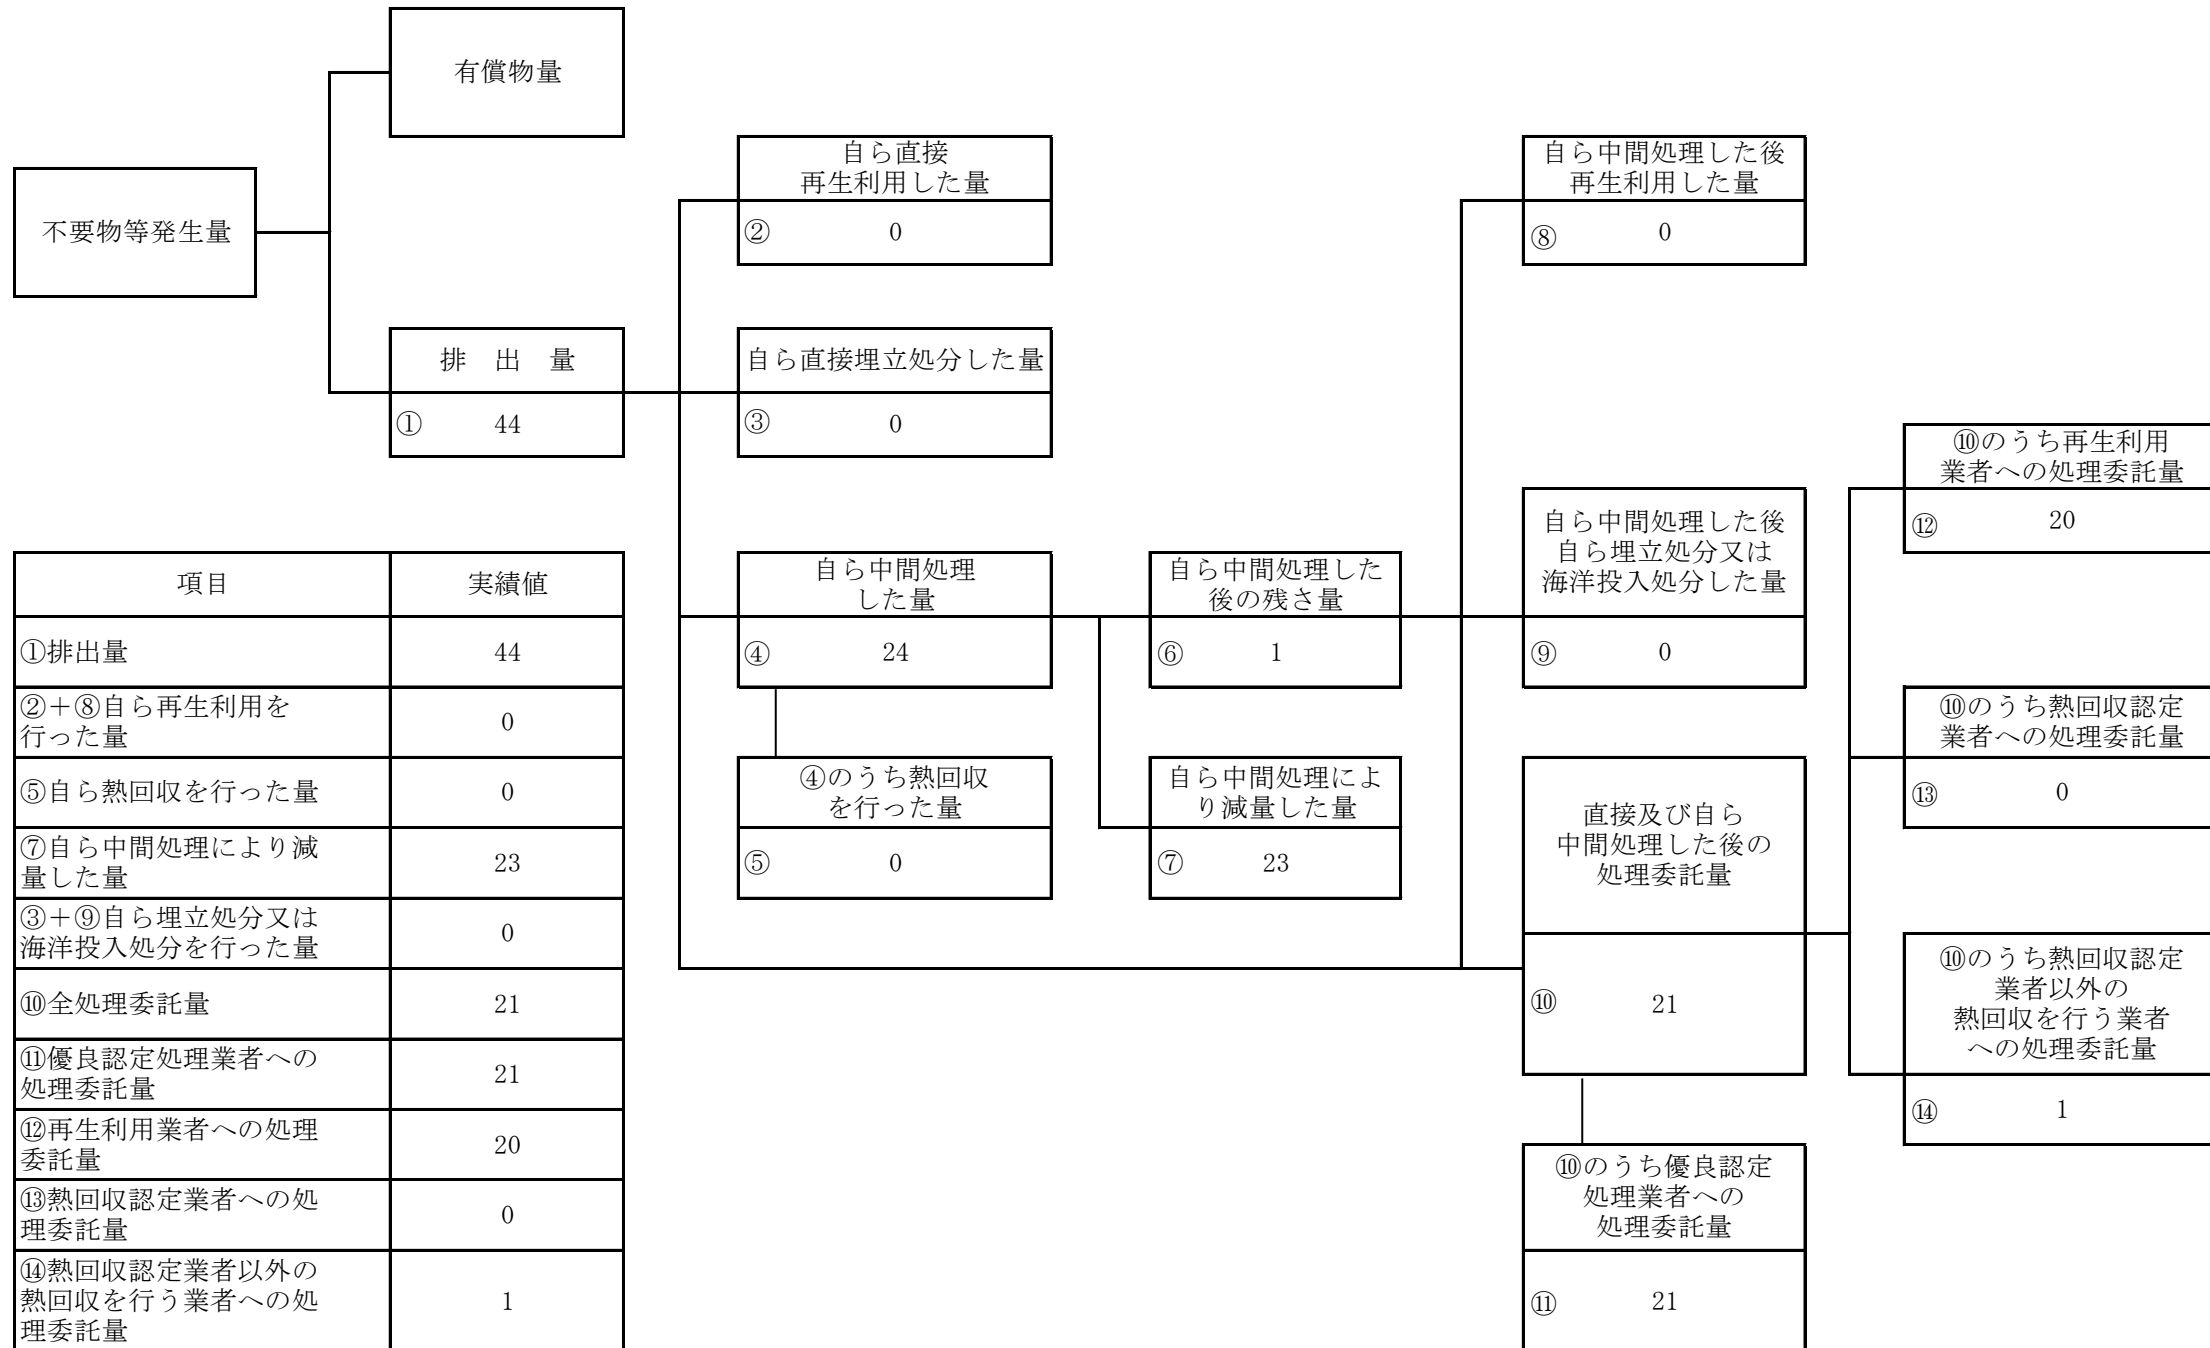 有償物量
不要物等発生量
排　出　量
①　44
自ら直接
再生利用した量
②　0
自ら直接埋立処分した量
③　0
自ら中間処理
した量
④　24
④のうち熱回収
を行った量
⑤　0
自ら中間処理した
後の残さ量
⑥　1
自ら中間処理によ
り減量した量
⑦　23
自ら中間処理した後
再生利用した量
⑧　0
自ら中間処理した後
自ら埋立処分又は
海洋投入処分した量
⑨　0
直接及び自ら
中間処理した後の
処理委託量
⑩　21
⑩のうち優良認定
処理業者への
処理委託量
⑪　21
⑩のうち再生利用
業者への処理委託量
⑫　20
⑩のうち熱回収認定
業者への処理委託量
⑬　0
⑩のうち熱回収認定
業者以外の
熱回収を行う業者
への処理委託量
⑭　1
項目　実績値
①排出量　44
②＋⑧自ら再生利用を
行った量　0
⑤自ら熱回収を行った量　0
⑦自ら中間処理により減
量した量　23
③＋⑨自ら埋立処分又は
海洋投入処分を行った量　0
⑩全処理委託量　21
⑪優良認定処理業者への
処理委託量　21
⑫再生利用業者への処理
委託量　20
⑬熱回収認定業者への処
理委託量　0
⑭熱回収認定業者以外の
熱回収を行う業者への処
理委託量　1